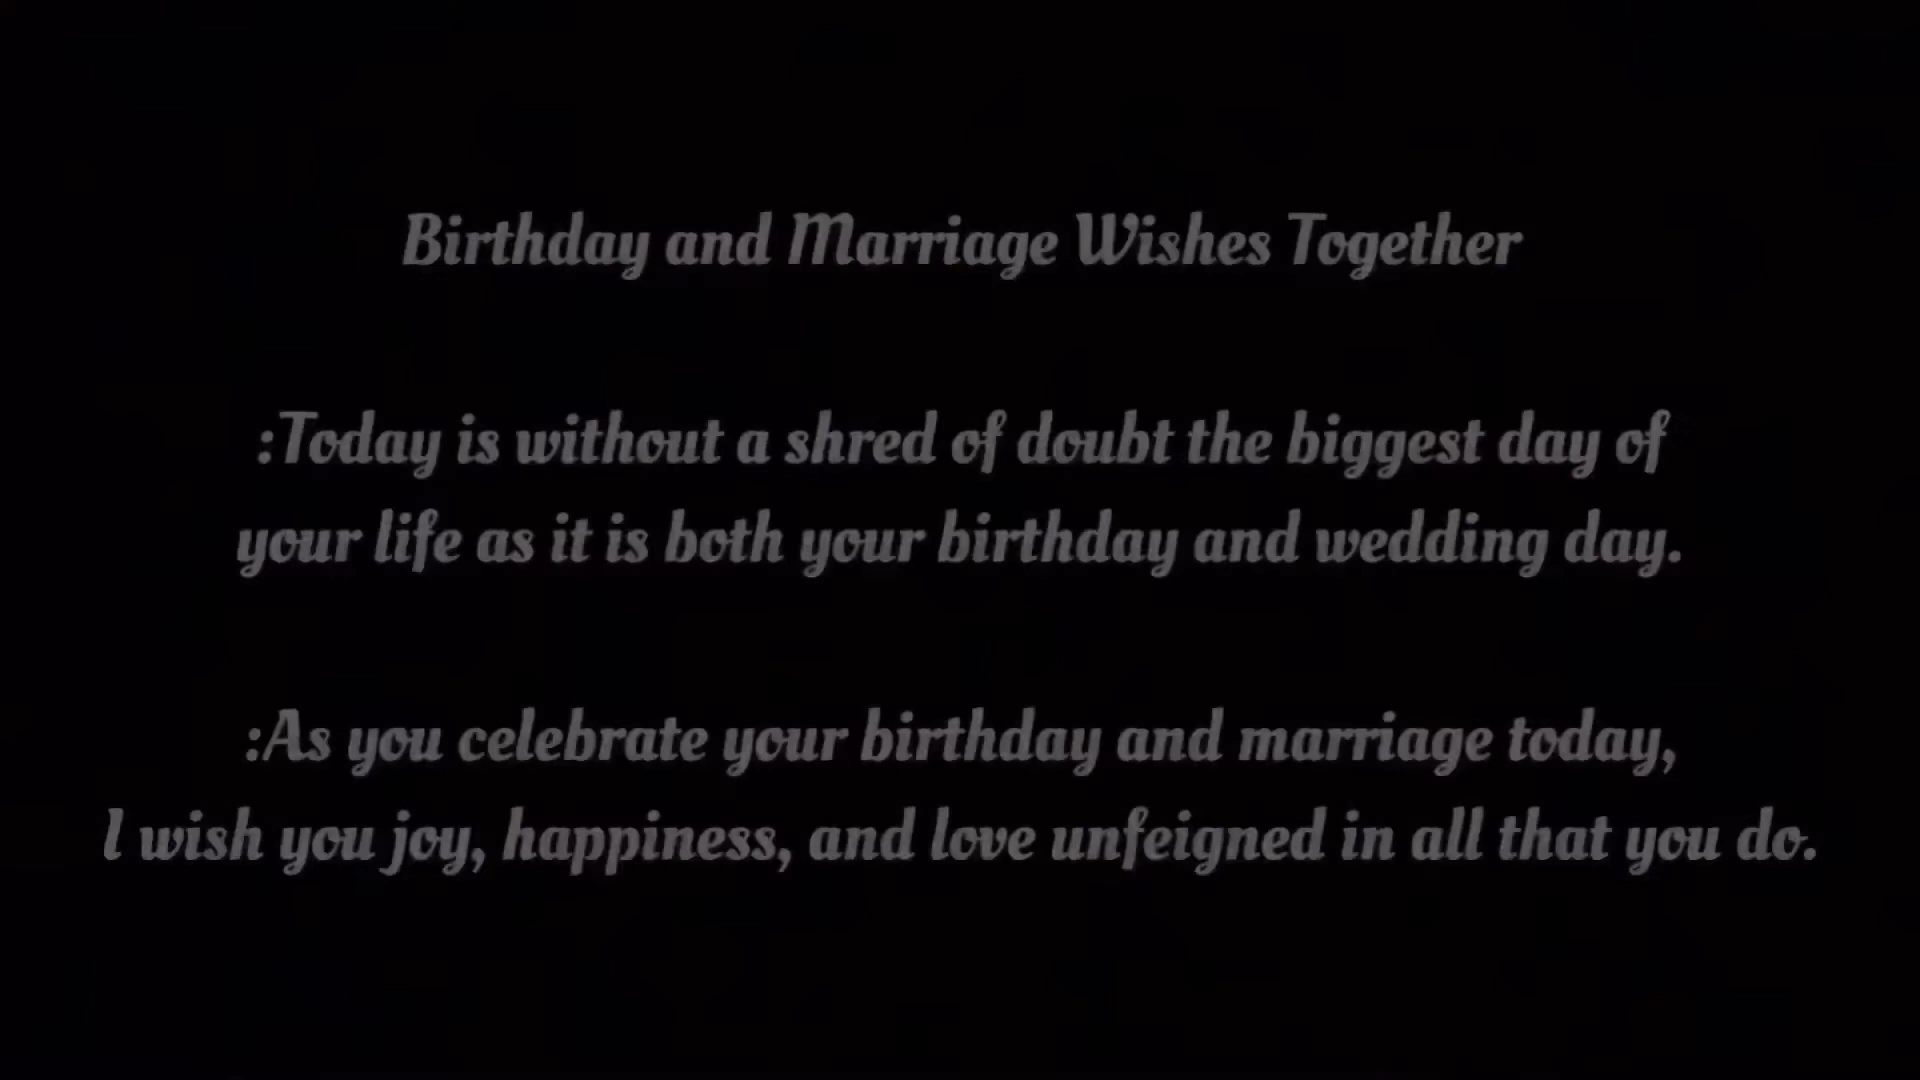 Birthday and Marriage Wishes Together
:Today is without a shred of doubt the biggest day of
your life as it is both your birthday and wedding day.
:As you celebrate your birthday and marriage today,
I wish you joy, happiness, and love unfeigned in all that you do.